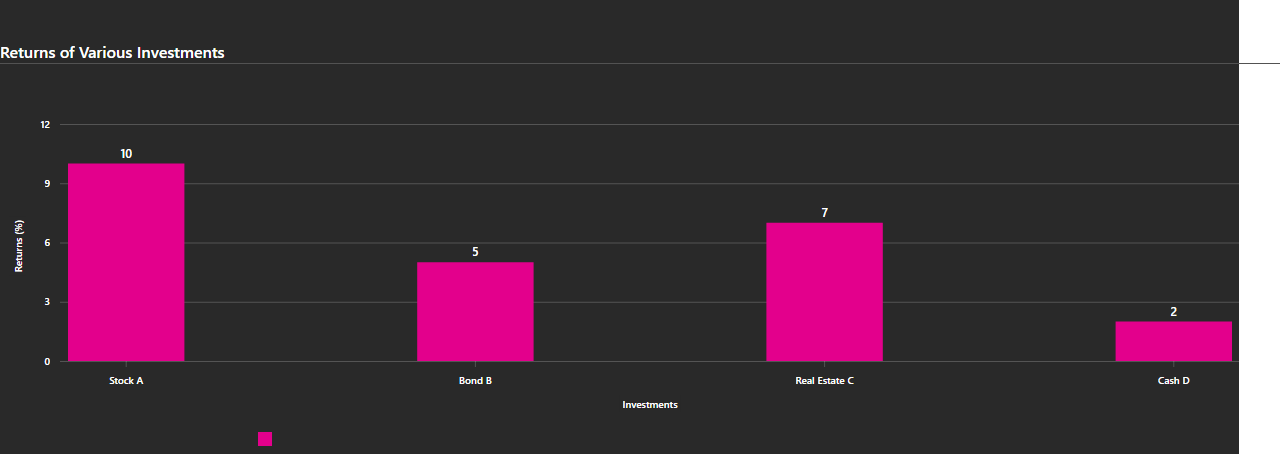 Returns of Various Investments
12
10
9
7
Returns (%)
6
5
3
2
0
Stock A Bond B Real Estate C Cash D
Investments